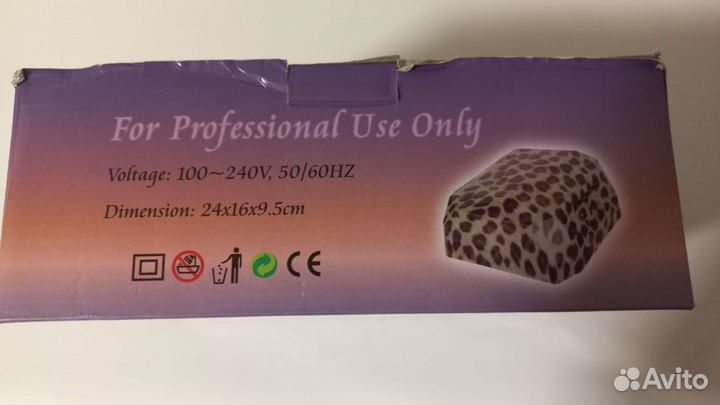 For Professional Use Only
Voltage: 100~240V, 50/60HZ
Dimension: 24x16x9.5cm
CE
Avito